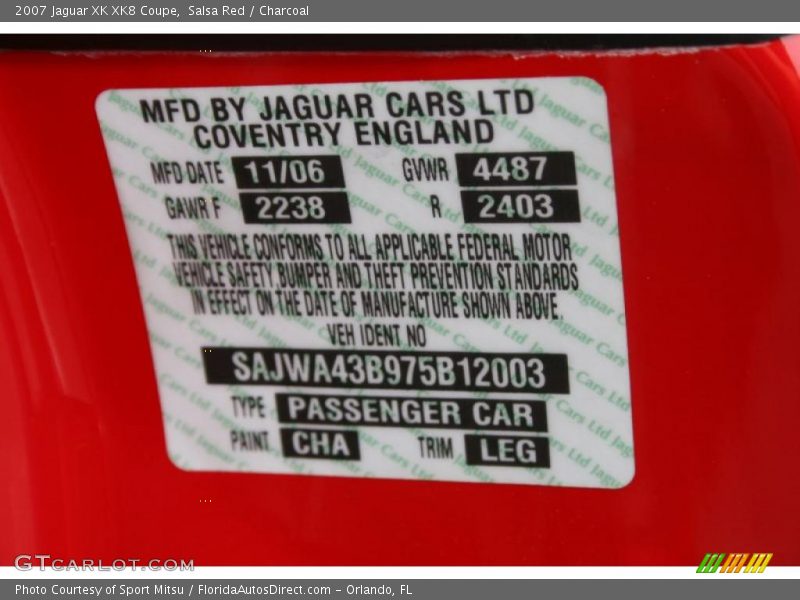 2007 Jaguar XK XK8 Coupe, Salsa Red / Charcoal
MFD BY JAGUAR CARS LTD
COVENTRY ENGLAND
MFD DATE 11/06 GVWR 4487
GAWR F 2238 R 2403
THIS VEHICLE CONFORMS TO ALL APPLICABLE FEDERAL MOTOR
VEHICLE SAFETY, BUMPER AND THEFT PREVENTION STANDARDS
IN EFFECT ON THE DATE OF MANUFACTURE SHOWN ABOVE.
VEH IDENT NO
SAJWA43B975B12003
TYPE PASSENGER CAR
PAINT CHA TRIM LEG
GTCARLOT.COM
Photo Courtesy of Sport Mitsu / FloridaAutosDirect.com - Orlando, FL